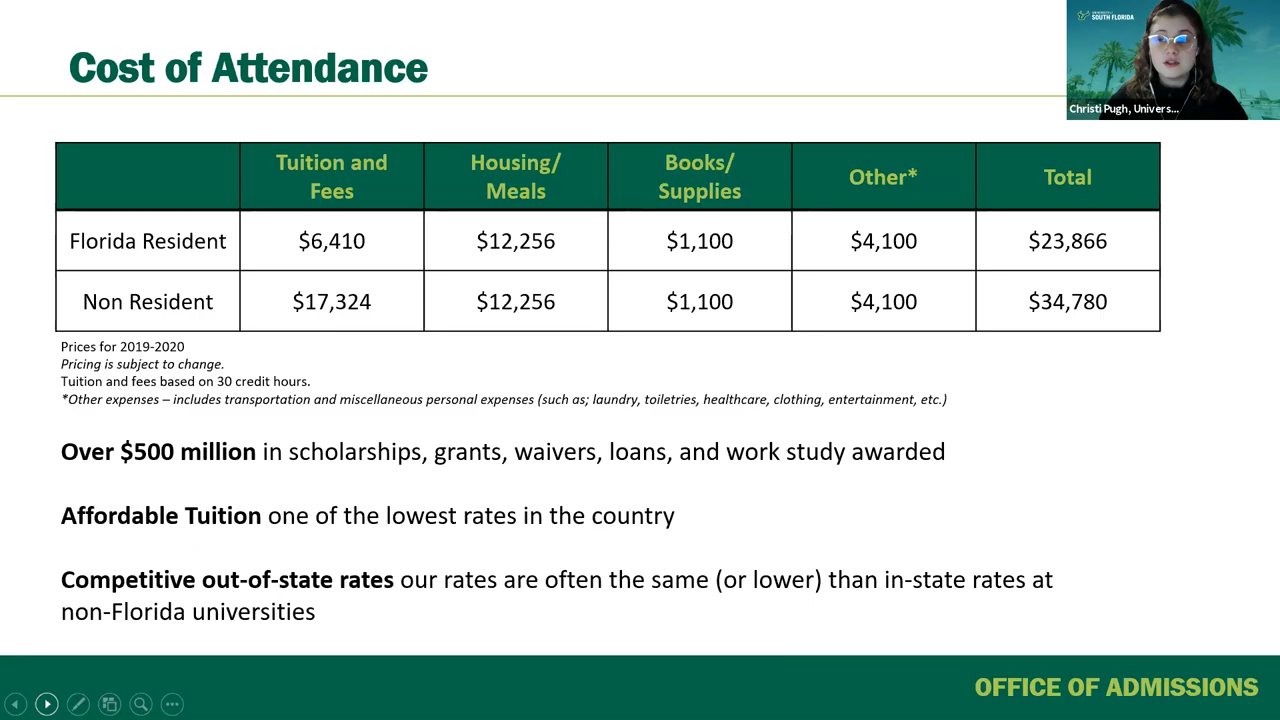 Cost of Attendance
UNIVERSITY of
SOUTH FLORIDA
Christi Pugh, Univers...
Tuition and Fees Housing/ Meals Books/ Supplies Other* Total
Florida Resident $6,410 $12,256 $1,100 $4,100 $23,866
Non Resident $17,324 $12,256 $1,100 $4,100 $34,780
Prices for 2019-2020
Pricing is subject to change.
Tuition and fees based on 30 credit hours.
*Other expenses – includes transportation and miscellaneous personal expenses (such as; laundry, toiletries, healthcare, clothing, entertainment, etc.)
Over $500 million in scholarships, grants, waivers, loans, and work study awarded
Affordable Tuition one of the lowest rates in the country
Competitive out-of-state rates our rates are often the same (or lower) than in-state rates at
non-Florida universities
OFFICE OF ADMISSIONS